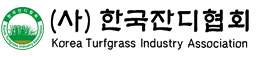 (사) 한국잔디협회
Korea Turfgrass Industry Association